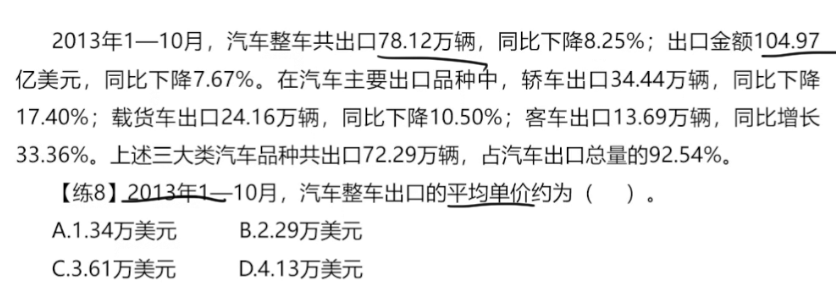 2013年1—10月，汽车整车共出口78.12万辆，同比下降8.25%；出口金额104.97
亿美元，同比下降7.67%。在汽车主要出口品种中，轿车出口34.44万辆，同比下降
17.40%；载货车出口24.16万辆，同比下降10.50%；客车出口13.69万辆，同比增长
33.36%。上述三大类汽车品种共出口72.29万辆，占汽车出口总量的92.54%。
【练8】2013年1—10月，汽车整车出口的平均单价约为（　）。
A.1.34万美元　B.2.29万美元
C.3.61万美元　D.4.13万美元